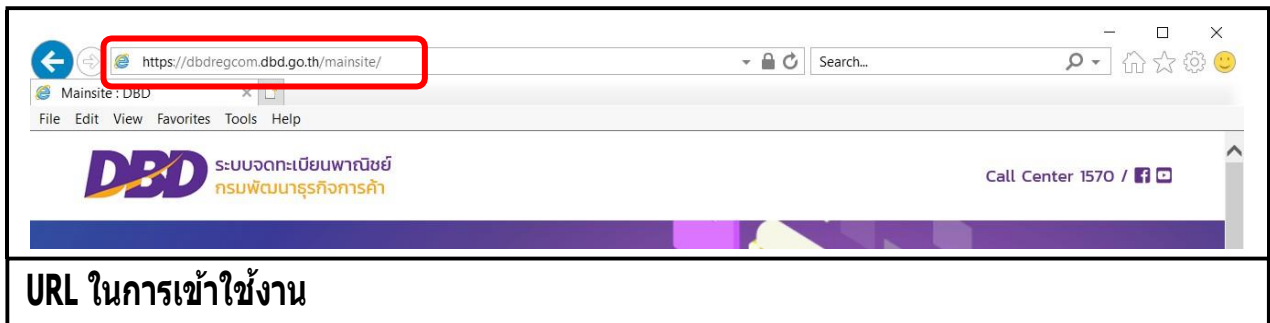 https://dbdregcom.dbd.go.th/mainsite/ Search...
Mainsite : DBD
File Edit View Favorites Tools Help
DBD ระบบจดทะเบียนพาณิชย์
กรมพัฒนาธุรกิจการค้า
Call Center 1570 /
URL ในการเข้าใช้งาน